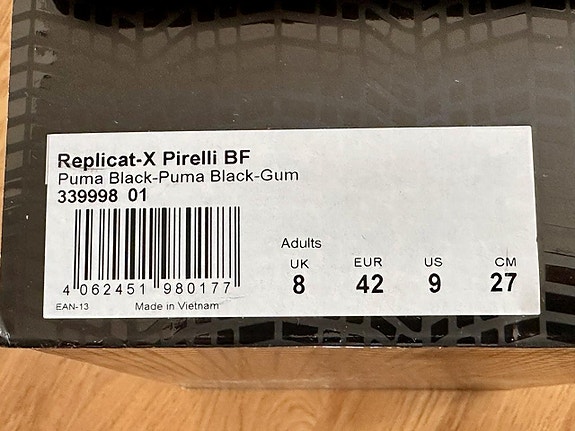 Replicat-X Pirelli BF
Puma Black-Puma Black-Gum
339998 01
Adults
UK EUR US CM
8 42 9 27
4 062451 980177
EAN-13 Made in Vietnam